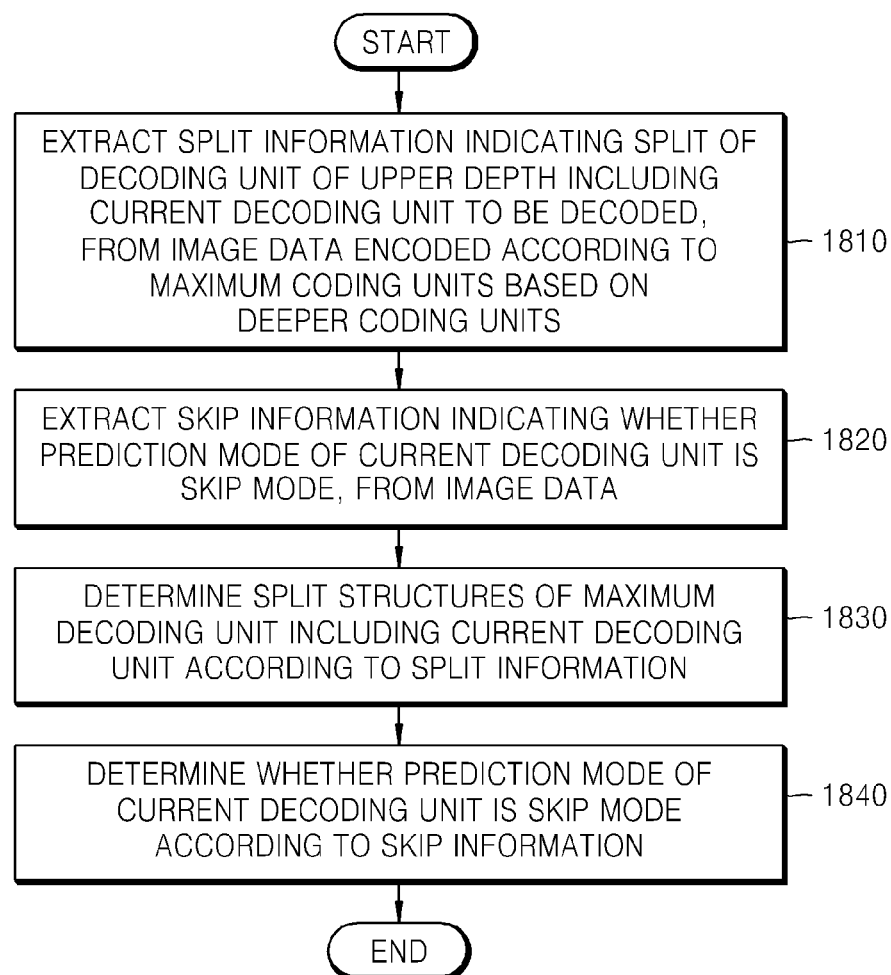 START
EXTRACT SPLIT INFORMATION INDICATING SPLIT OF
DECODING UNIT OF UPPER DEPTH INCLUDING
CURRENT DECODING UNIT TO BE DECODED,
FROM IMAGE DATA ENCODED ACCORDING TO
MAXIMUM CODING UNITS BASED ON
DEEPER CODING UNITS
1810
EXTRACT SKIP INFORMATION INDICATING WHETHER
PREDICTION MODE OF CURRENT DECODING UNIT IS
SKIP MODE, FROM IMAGE DATA
1820
DETERMINE SPLIT STRUCTURES OF MAXIMUM
DECODING UNIT INCLUDING CURRENT DECODING
UNIT ACCORDING TO SPLIT INFORMATION
1830
DETERMINE WHETHER PREDICTION MODE OF
CURRENT DECODING UNIT IS SKIP MODE
ACCORDING TO SKIP INFORMATION
1840
END